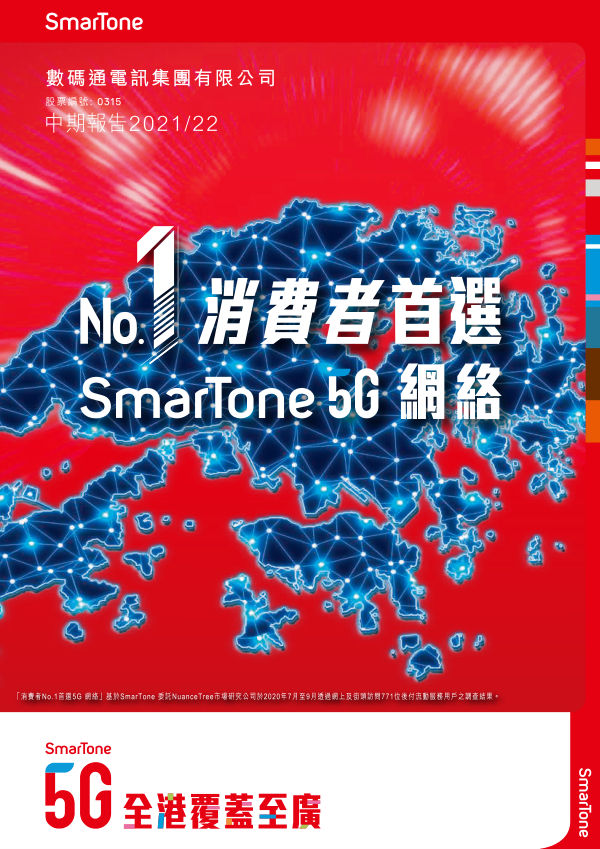 SmarTone
數碼通電訊集團有限公司
股票編號: 0315
中期報告2021/22
No.1 消費者首選
SmarTone 5G 網絡
「消費者No.1首選5G 網絡」基於SmarTone 委託NuanceTree市場研究公司於2020年7月至9月透過網上及街頭訪問771位後付流動服務用戶之調查結果。
SmarTone
5G 全港覆蓋至廣
SmarTone